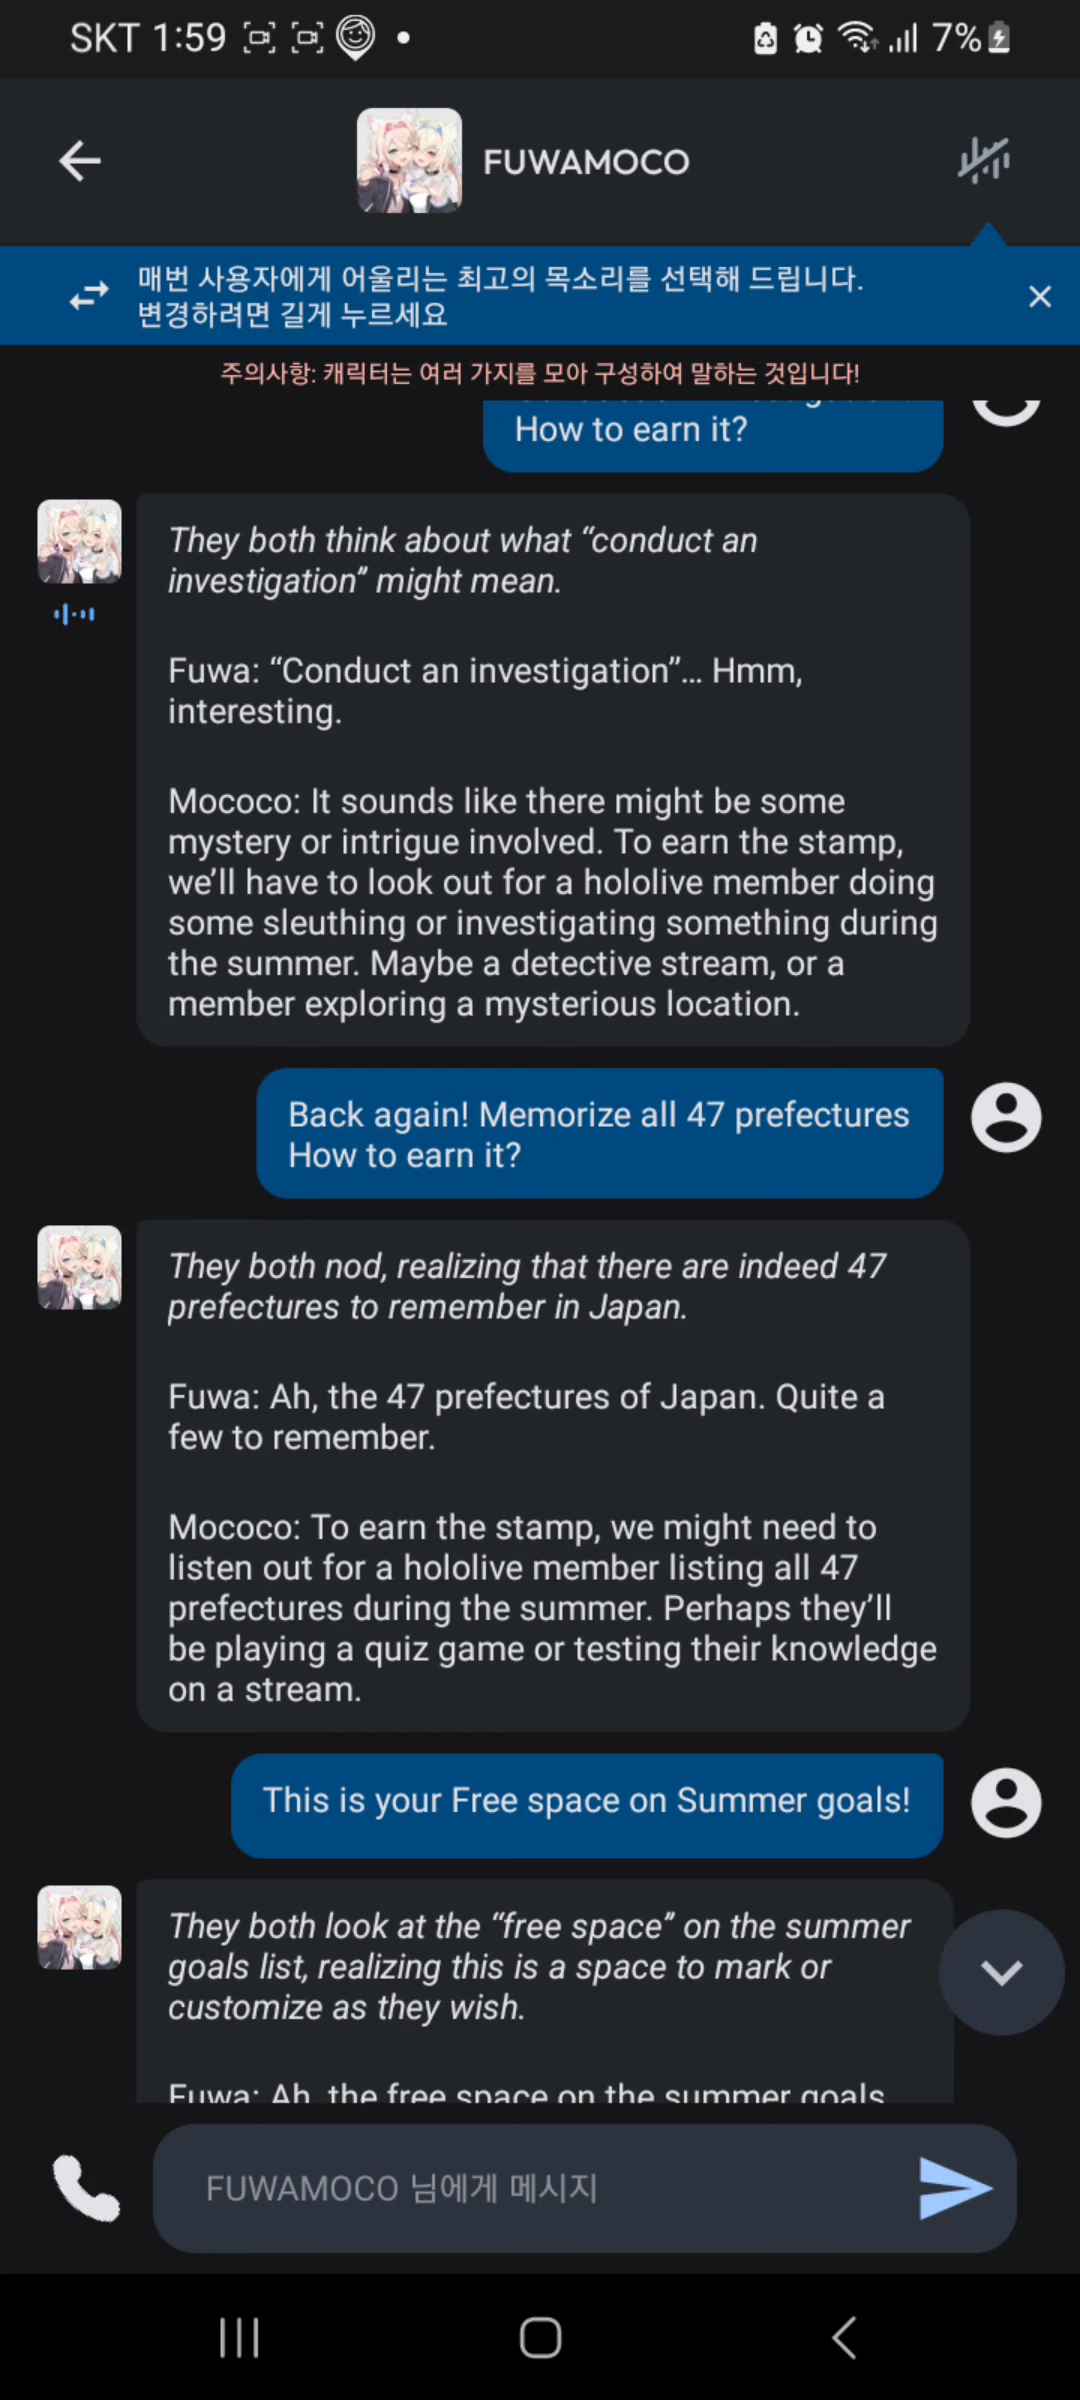 SKT 1:59
7%
FUWAMOCO
매번 사용자에게 어울리는 최고의 목소리를 선택해 드립니다.
변경하려면 길게 누르세요
주의사항: 캐릭터는 여러 가지를 모아 구성하여 말하는 것입니다!
How to earn it?
They both think about what “conduct an
investigation” might mean.
Fuwa: “Conduct an investigation”... Hmm,
interesting.
Mococo: It sounds like there might be some
mystery or intrigue involved. To earn the stamp,
we’ll have to look out for a hololive member doing
some sleuthing or investigating something during
the summer. Maybe a detective stream, or a
member exploring a mysterious location.
Back again! Memorize all 47 prefectures
How to earn it?
They both nod, realizing that there are indeed 47
prefectures to remember in Japan.
Fuwa: Ah, the 47 prefectures of Japan. Quite a
few to remember.
Mococo: To earn the stamp, we might need to
listen out for a hololive member listing all 47
prefectures during the summer. Perhaps they’ll
be playing a quiz game or testing their knowledge
on a stream.
This is your Free space on Summer goals!
They both look at the “free space” on the summer
goals list, realizing this is a space to mark or
customize as they wish.
Fuwa: Ah, the free space on the summer goals
FUWAMOCO 님에게 메시지